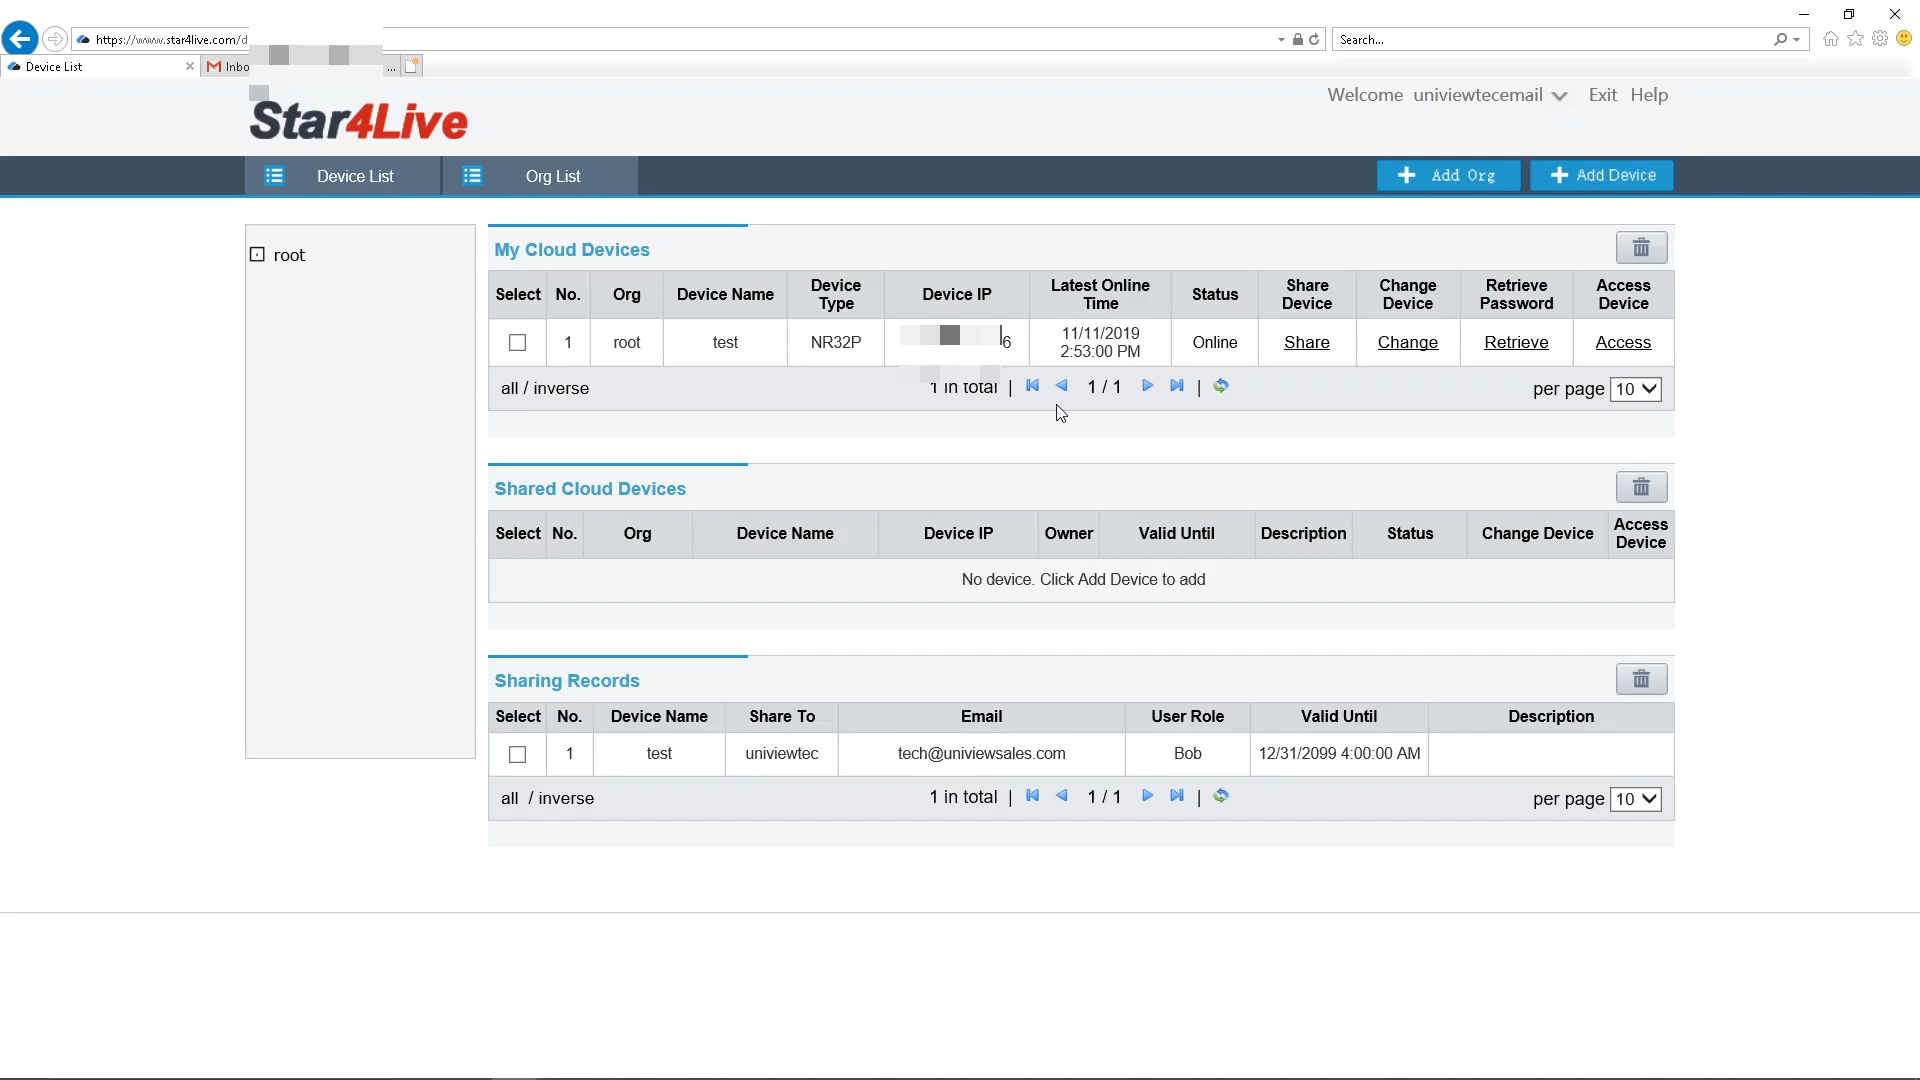 https://www.star4live.com/d
Search...
Device List
Inbo ...
Star4Live
Welcome univiewtecemail Exit Help
Device List Org List Add Org Add Device
root
My Cloud Devices
Select No. Org Device Name Device Type Device IP Latest Online Time Status Share Device Change Device Retrieve Password Access Device
1 root test NR32P 6 11/11/2019 2:53:00 PM Online Share Change Retrieve Access
all / inverse 1 in total | 1 / 1 | per page 10
Shared Cloud Devices
Select No. Org Device Name Device IP Owner Valid Until Description Status Change Device Access Device
No device. Click Add Device to add
Sharing Records
Select No. Device Name Share To Email User Role Valid Until Description
1 test univiewtec tech@univiewsales.com Bob 12/31/2099 4:00:00 AM
all / inverse 1 in total | 1 / 1 | per page 10